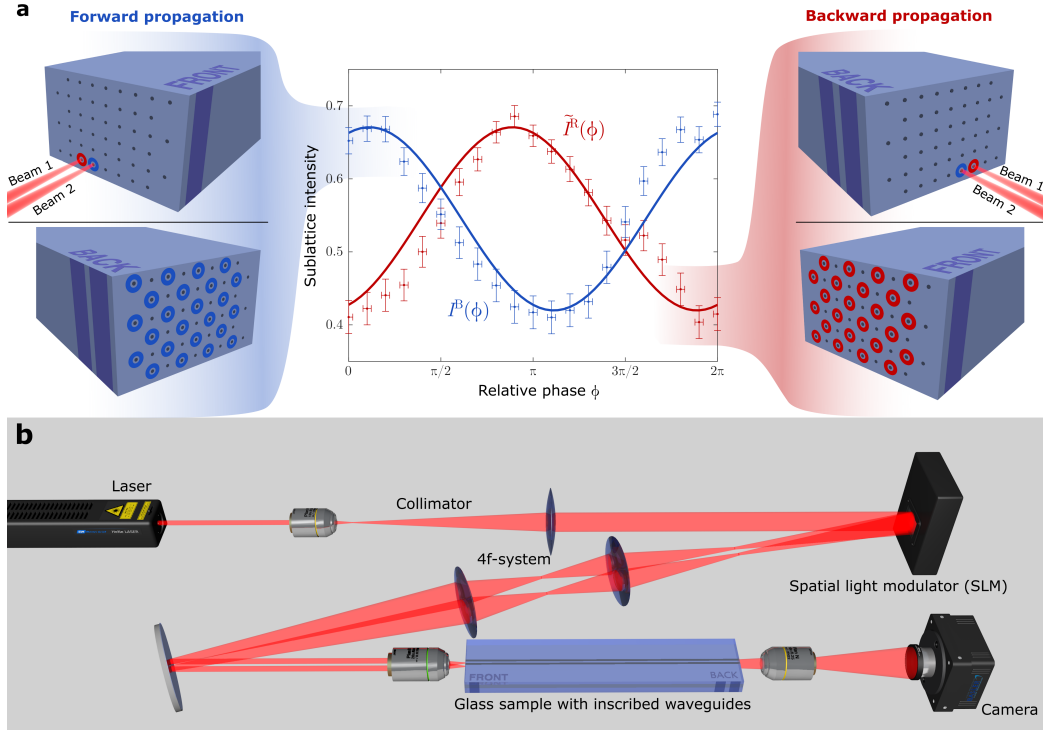 a
Forward propagation
Backward propagation
FRONT
Beam 1
Beam 2
BACK
Sublattice intensity
0.7
0.6
0.5
0.4
Ĩᴿ(ϕ)
Iᴮ(ϕ)
0
π/2
π
3π/2
2π
Relative phase ϕ
BACK
Beam 1
Beam 2
FRONT
b
Laser
Collimator
4f-system
Spatial light modulator (SLM)
FRONT
BACK
Glass sample with inscribed waveguides
Camera